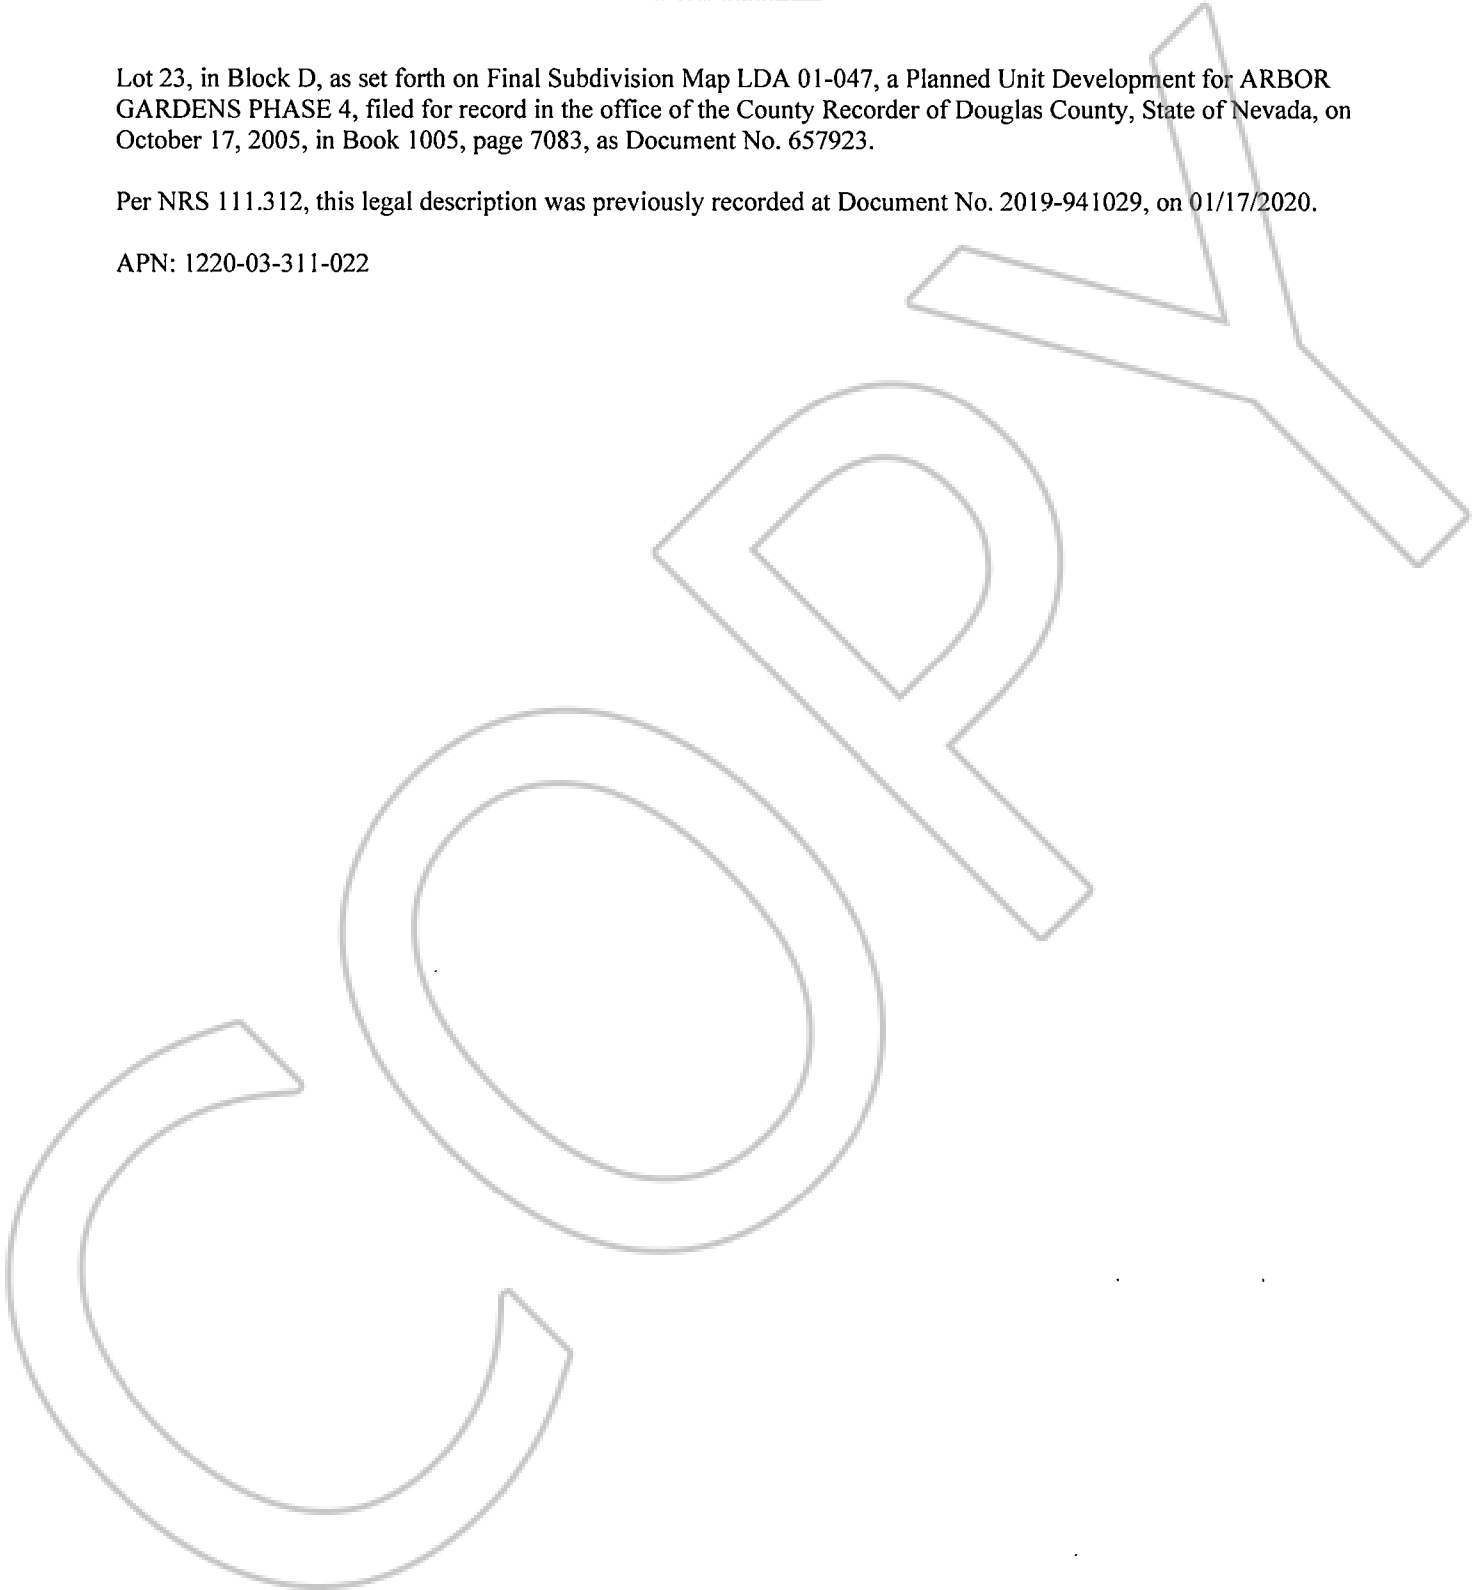 Lot 23, in Block D, as set forth on Final Subdivision Map LDA 01-047, a Planned Unit Development for ARBOR
GARDENS PHASE 4, filed for record in the office of the County Recorder of Douglas County, State of Nevada, on
October 17, 2005, in Book 1005, page 7083, as Document No. 657923.
Per NRS 111.312, this legal description was previously recorded at Document No. 2019-941029, on 01/17/2020.
APN: 1220-03-311-022
COPY